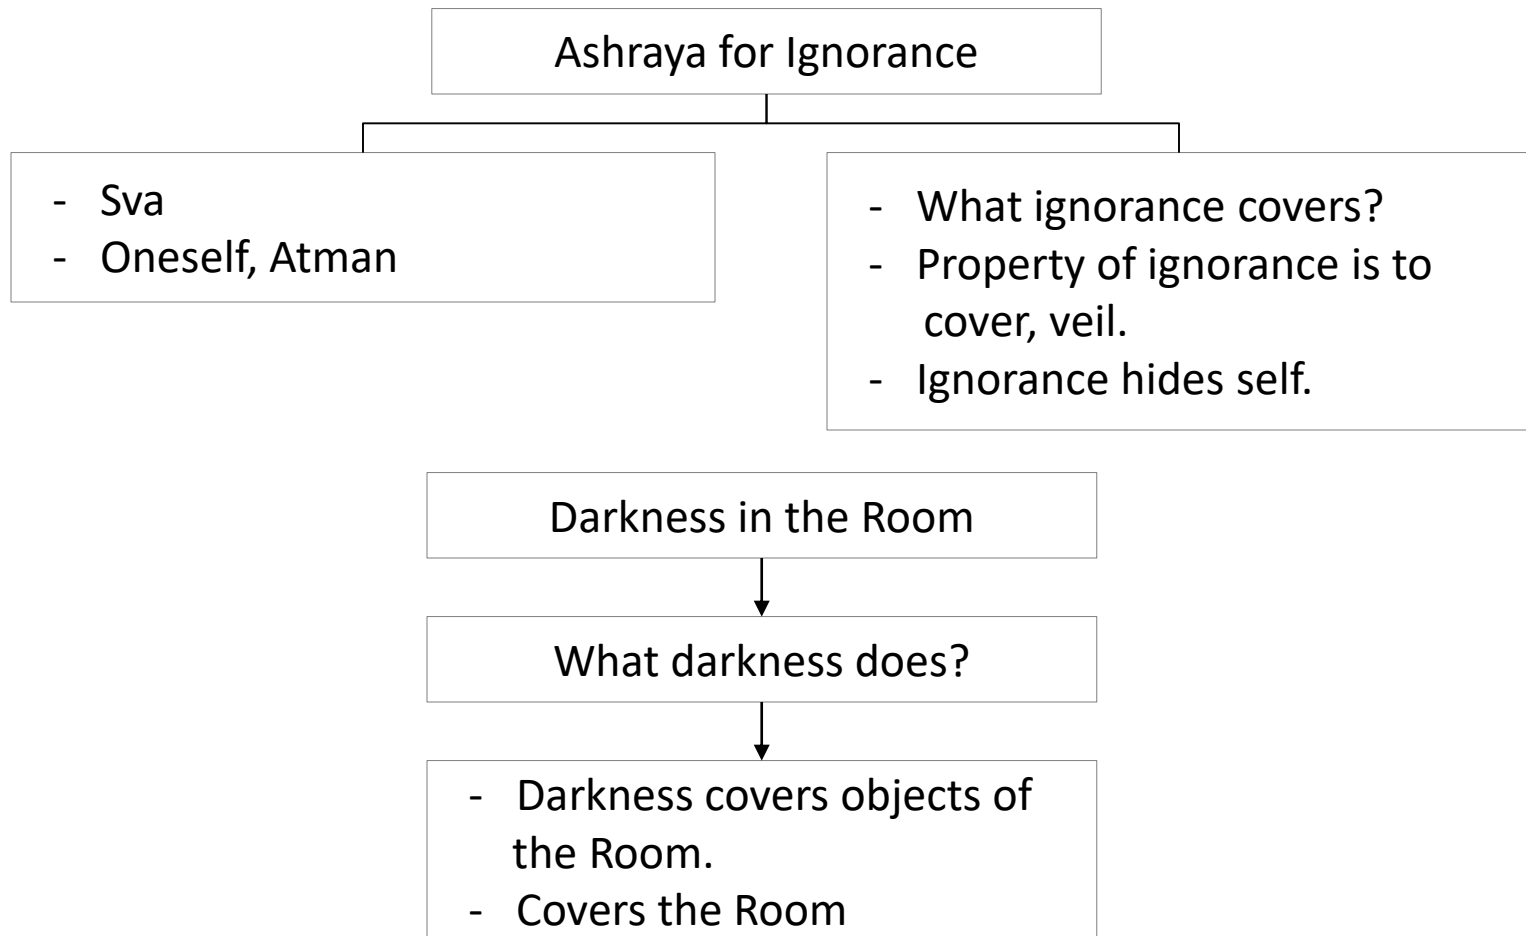 Ashraya for Ignorance
- Sva
- Oneself, Atman
- What ignorance covers?
- Property of ignorance is to
cover, veil.
- Ignorance hides self.
Darkness in the Room
What darkness does?
- Darkness covers objects of
the Room.
- Covers the Room